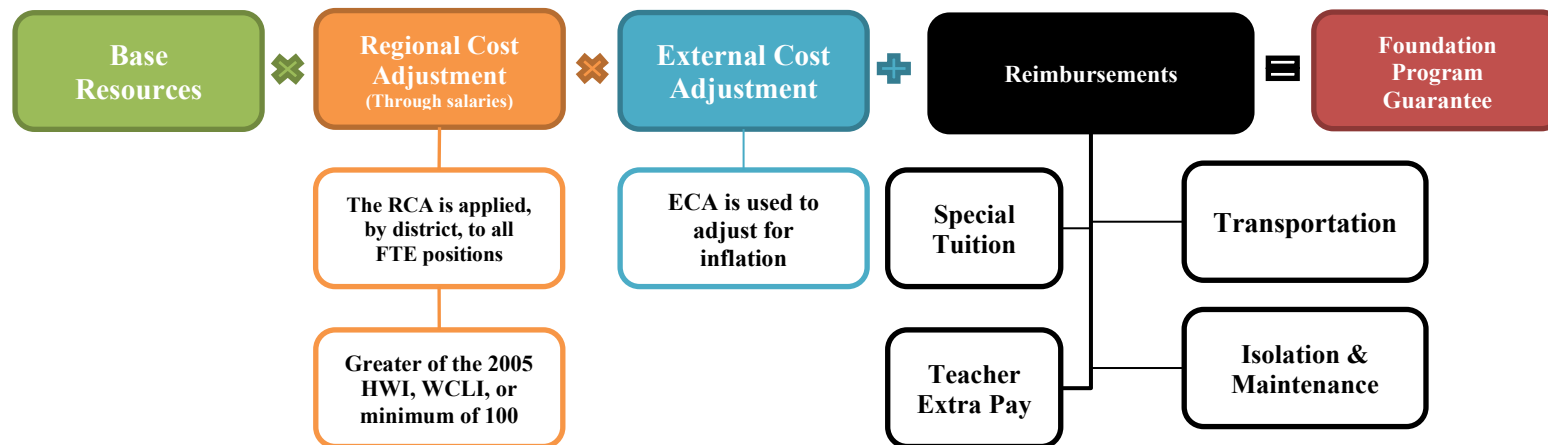 Base
Resources
Regional Cost
Adjustment
(Through salaries)
External Cost
Adjustment
Reimbursements
Foundation
Program
Guarantee
The RCA is applied,
by district, to all
FTE positions
ECA is used to
adjust for
inflation
Special
Tuition
Transportation
Greater of the 2005
HWI, WCLI, or
minimum of 100
Teacher
Extra Pay
Isolation &
Maintenance